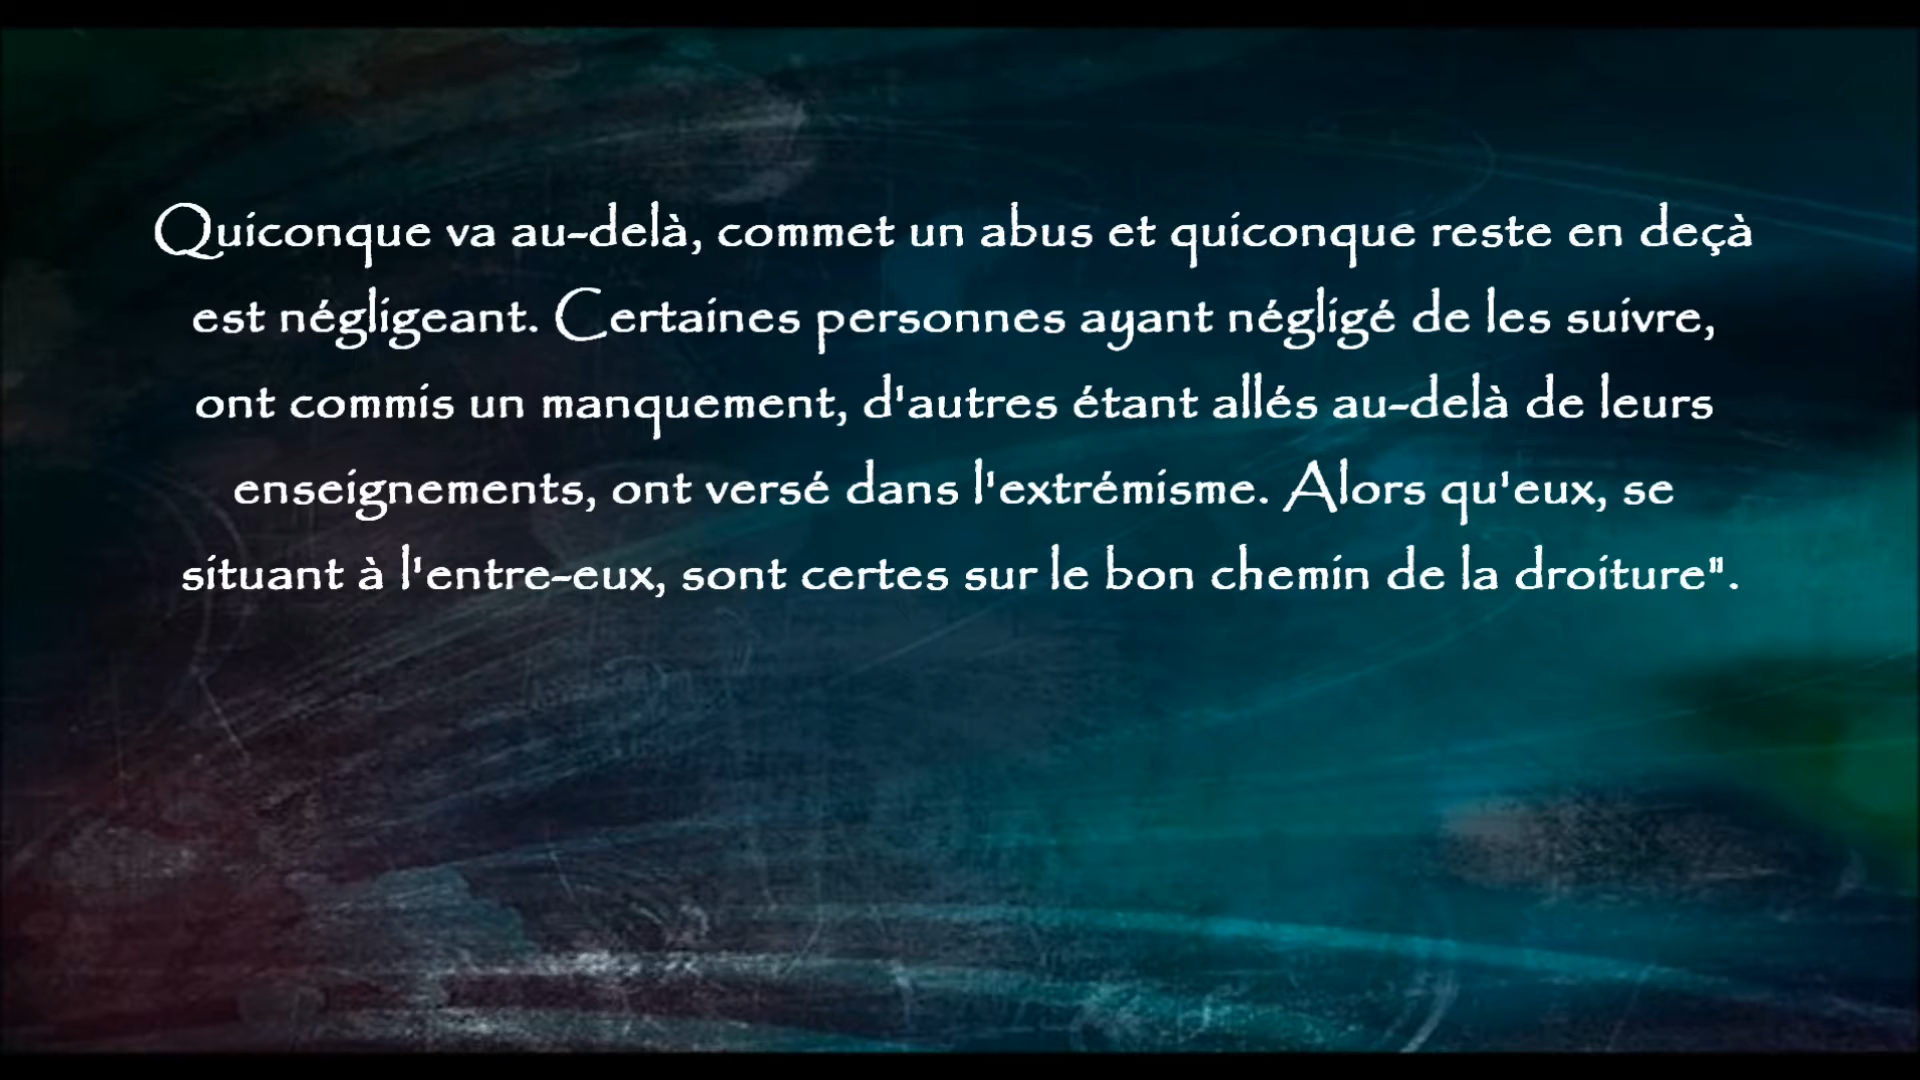 Quiconque va au-delà, commet un abus et quiconque reste en deçà
est négligeant. Certaines personnes ayant négligé de les suivre,
ont commis un manquement, d'autres étant allés au-delà de leurs
enseignements, ont versé dans l'extrémisme. Alors qu'eux, se
situant à l'entre-eux, sont certes sur le bon chemin de la droiture".